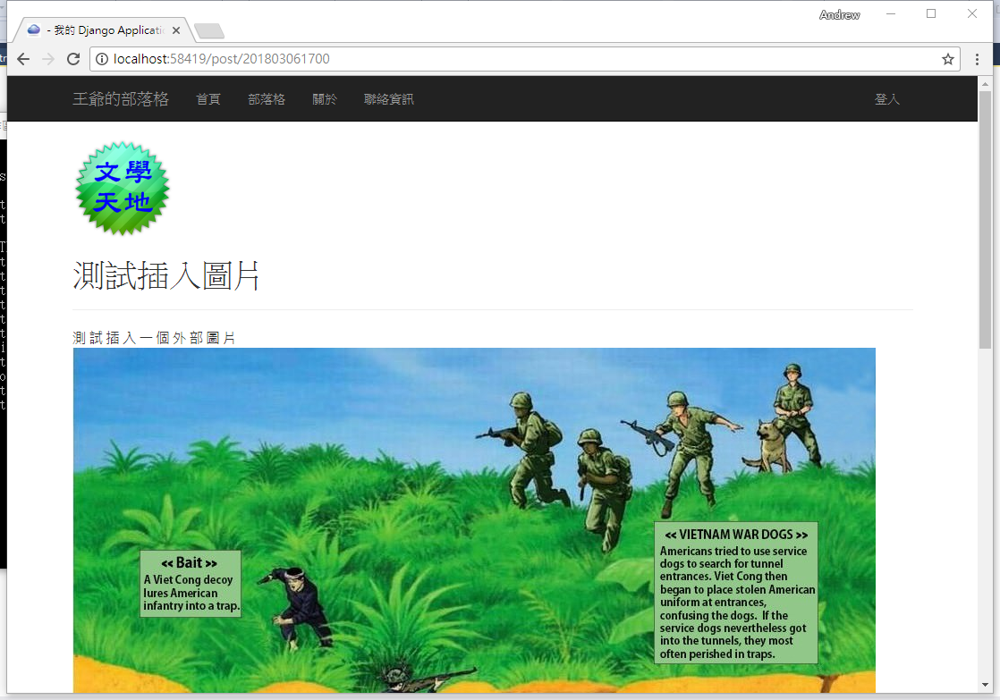 Andrew
- 我的 Django Applicatic
localhost:58419/post/201803061700
王爺的部落格 首頁 部落格 關於 聯絡資訊 登入
文學
天地
測試插入圖片
測試插入一個外部圖片
<< Bait >>
A Viet Cong decoy
lures American
infantry into a trap.
<< VIETNAM WAR DOGS >>
Americans tried to use service
dogs to search for tunnel
entrances. Viet Cong then
began to place stolen American
uniform at entrances,
confusing the dogs. If the
service dogs nevertheless got
into the tunnels, they most
often perished in traps.